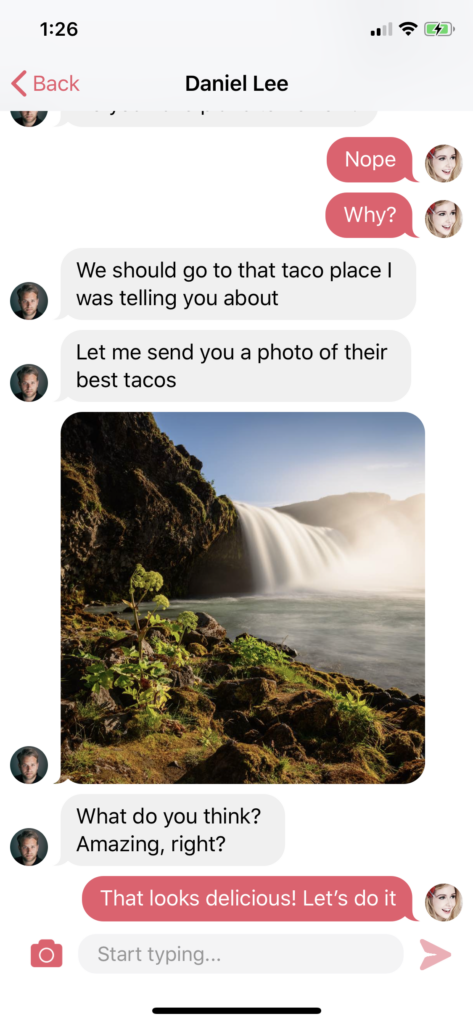 1:26
Back
Daniel Lee
Nope
Why?
We should go to that taco place I
was telling you about
Let me send you a photo of their
best tacos
What do you think?
Amazing, right?
That looks delicious! Let’s do it
Start typing...